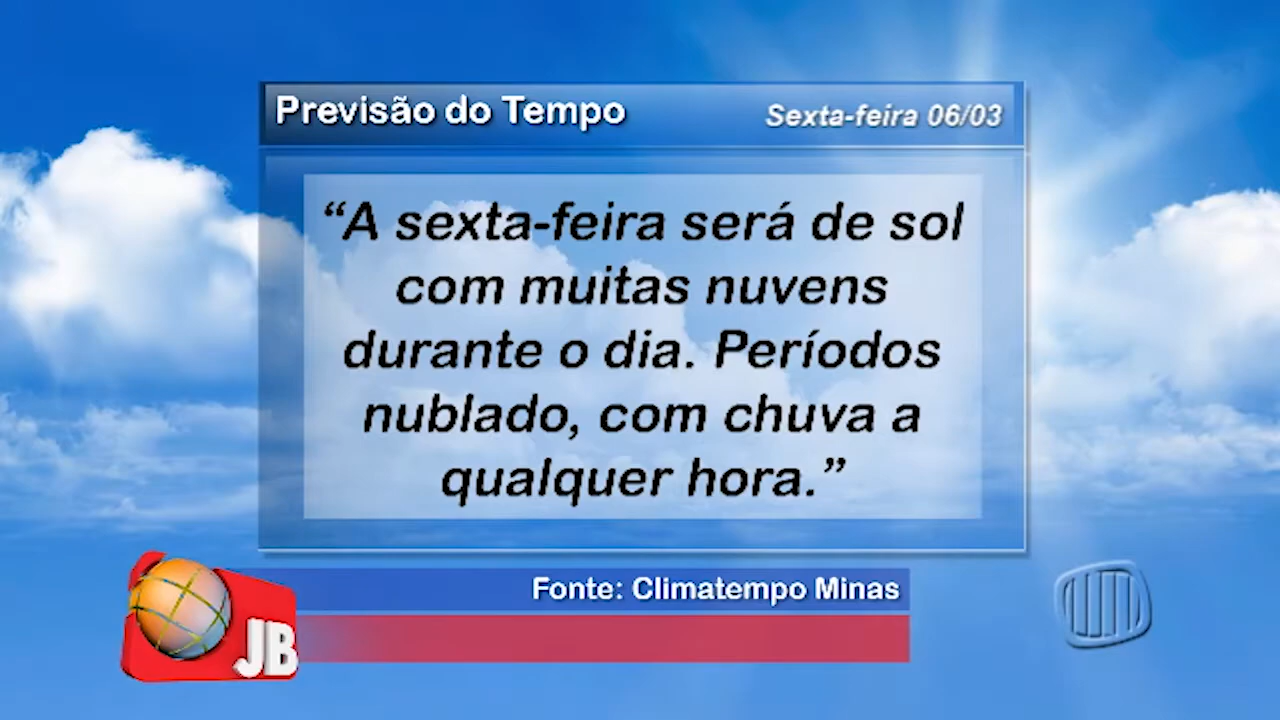 Previsão do Tempo
Sexta-feira 06/03
“A sexta-feira será de sol
com muitas nuvens
durante o dia. Períodos
nublado, com chuva a
qualquer hora.”
Fonte: Climatempo Minas
JB